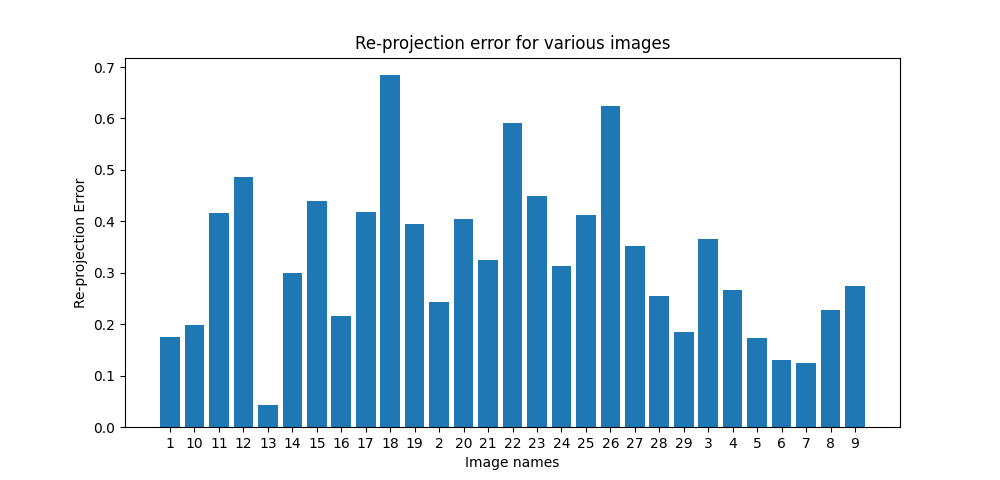 Re-projection error for various images
0.7
0.6
0.5
0.4
0.3
0.2
0.1
0.0
Re-projection Error
1 10 11 12 13 14 15 16 17 18 19 2 20 21 22 23 24 25 26 27 28 29 3 4 5 6 7 8 9
Image names